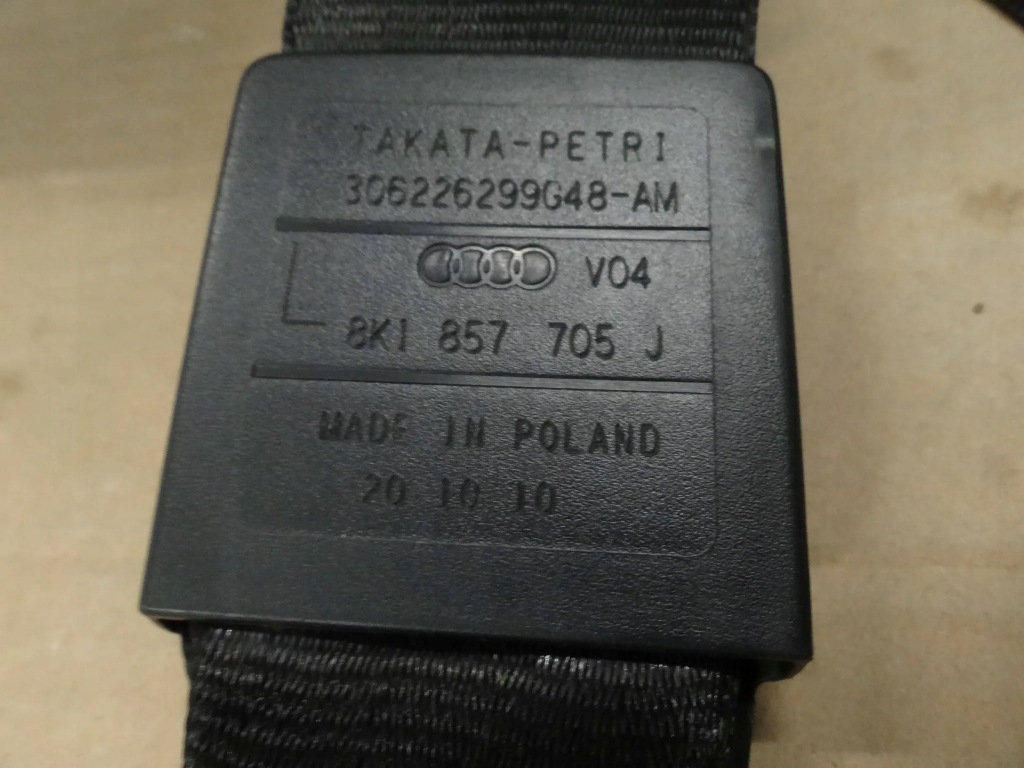 TAKATA-PETRI
306226299G48-AM
V04
8K1 857 705 J
MADE IN POLAND
20 10 10